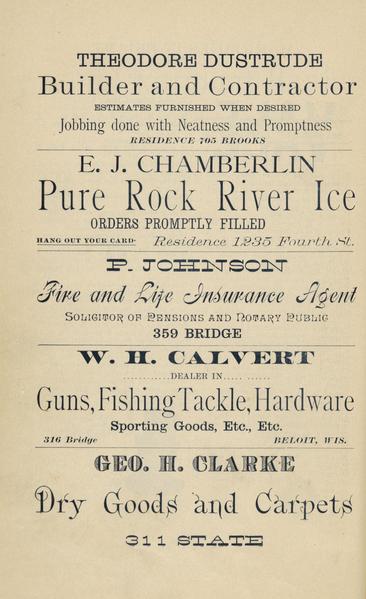 THEODORE DUSTRUDE
Builder and Contractor
ESTIMATES FURNISHED WHEN DESIRED
Jobbing done with Neatness and Promptness
RESIDENCE 705 BROOKS
E. J. CHAMBERLIN
Pure Rock River Ice
ORDERS PROMPTLY FILLED
HANG OUT YOUR CARD· Residence 1235 Fourth St.
P. JOHNSON
Fire and Life Insurance Agent
SOLICITOR OF PENSIONS AND NOTARY PUBLIC
359 BRIDGE
W. H. CALVERT
............DEALER IN..... ..........
Guns, Fishing Tackle, Hardware
Sporting Goods, Etc., Etc.
316 Bridge BELOIT, WIS.
GEO. H. CLARKE
Dry Goods and Carpets
311 STATE